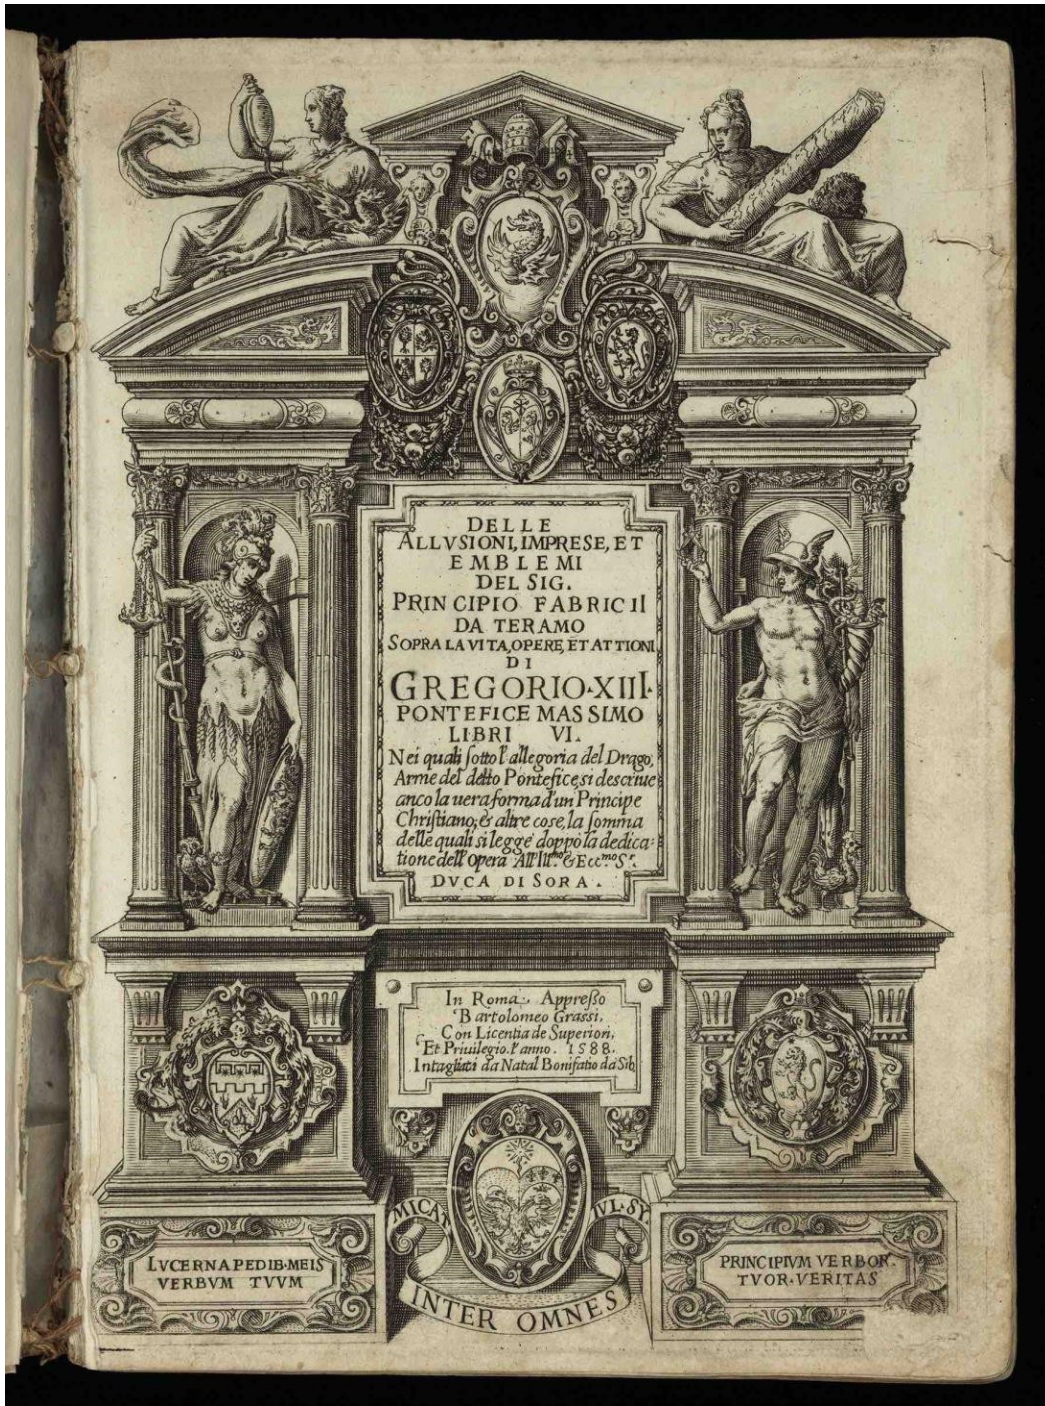 DELLE
ALLVSIONI, IMPRESE, ET
EMBLEMI
DEL SIG.
PRINCIPIO FABRICII
DA TERAMO
SOPRA LA VITA, OPERE, ET ATTIONI
DI
GREGORIO·XIII·
PONTEFICE MASSIMO
LIBRI VI.
Nei quali sotto l'allegoria del Drago,
Arme del detto Pontefice, si descriue
anco la uera forma d'un Principe
Christiano; & altre cose, la somma
delle quali si legge doppo la dedica:
tione dell'Opera All'Ill.mo & Ecc.mo Sr.
DVCA DI SORA.
In Roma, Appresso
Bartolomeo Grassi,
Con Licentia de Superiori,
Et Priuilegio. l'anno. 1588.
Intagliati da Natal Bonifatio da Sib.
MICAT
IVL·SY.
INTER OMNES
LVCERNA PEDIB·MEIS
VERBVM TVVM
PRINCIPIVM VERBOR.
TVOR·VERITAS